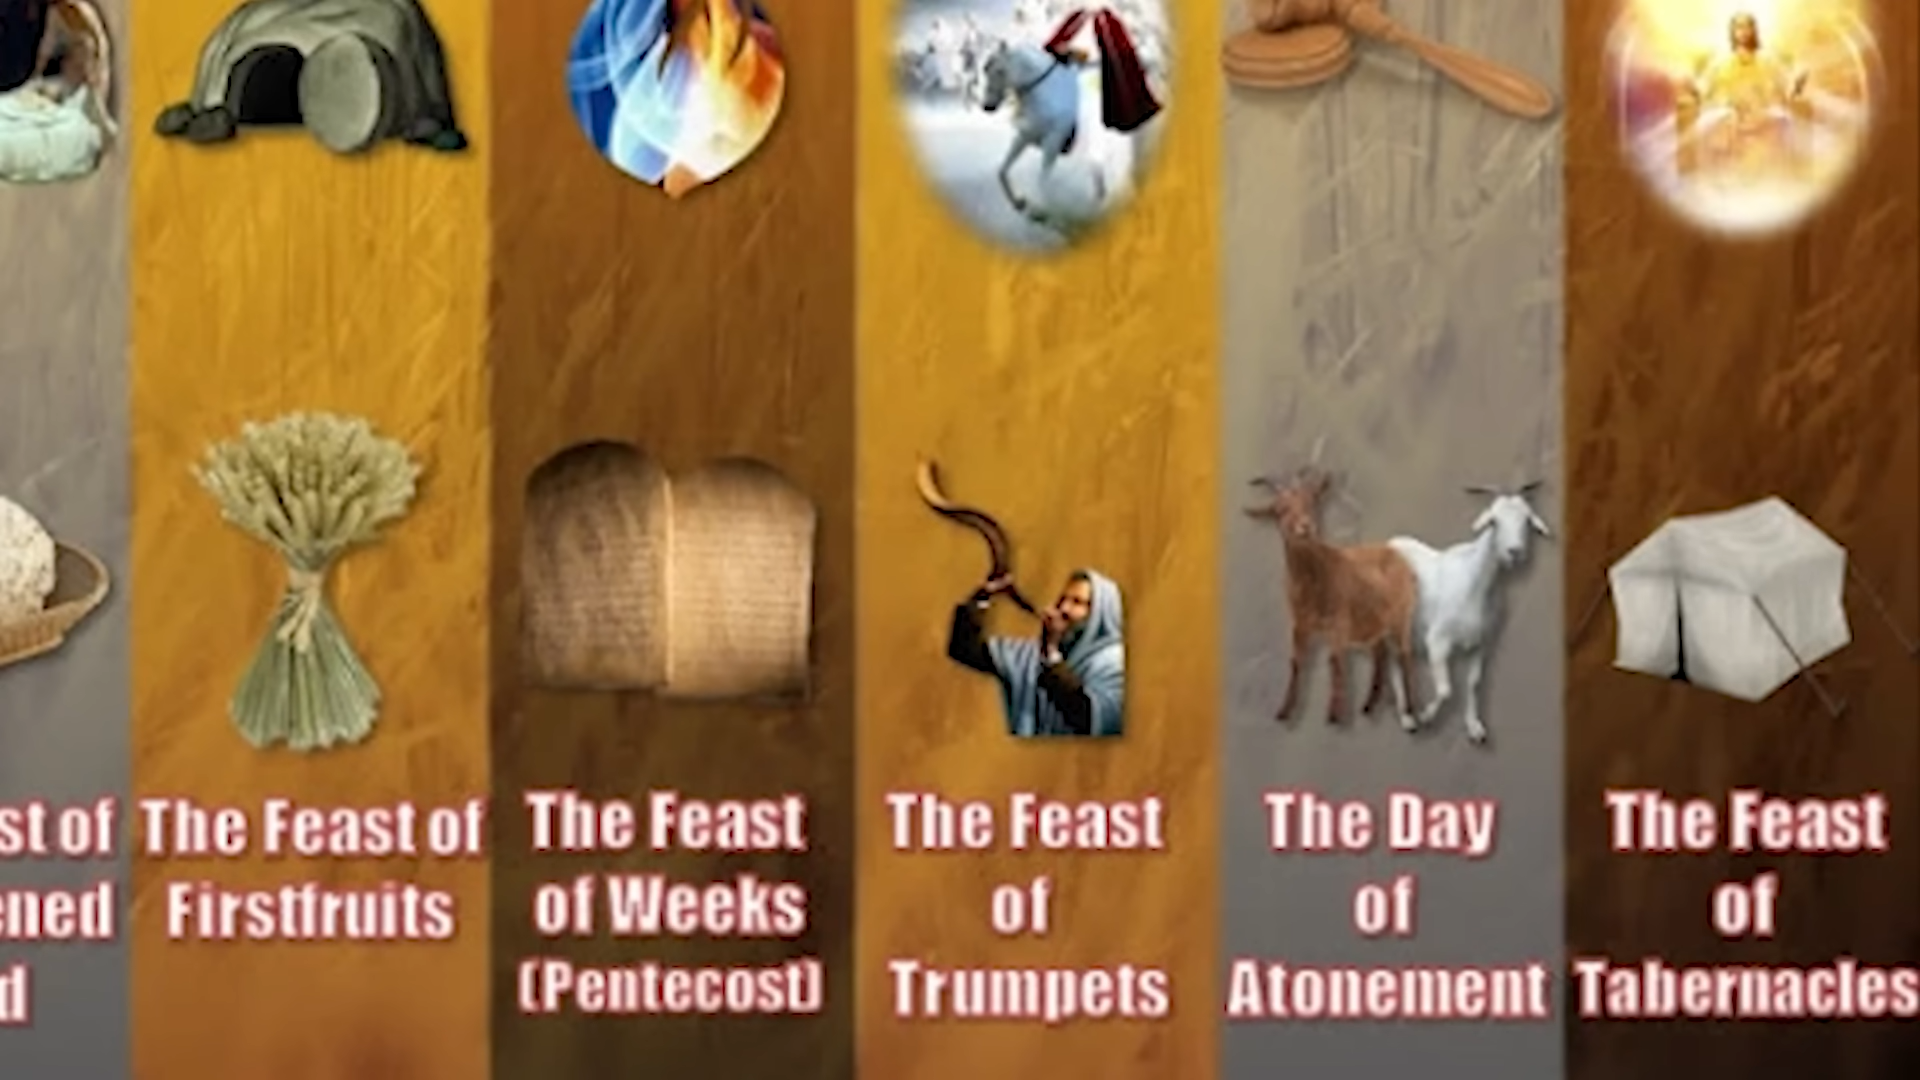 st of
ened
d
The Feast of
Firstfruits
The Feast
of Weeks
(Pentecost)
The Feast
of
Trumpets
The Day
of
Atonement
The Feast
of
Tabernacles